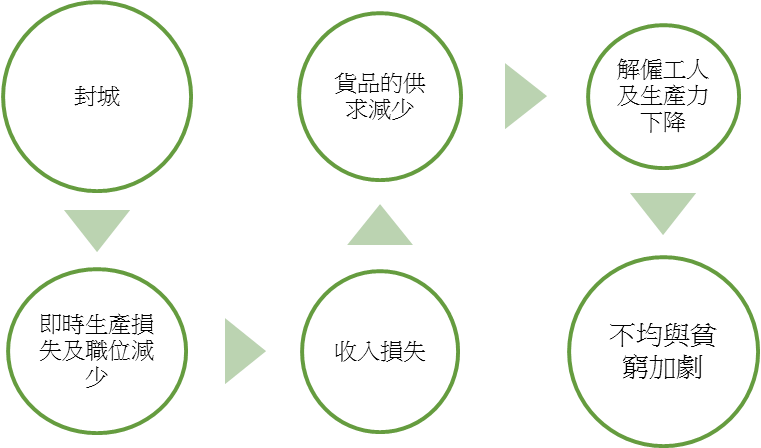 封城
即時生產損
失及職位減
少
收入損失
貨品的供
求減少
解僱工人
及生產力
下降
不均與貧
窮加劇